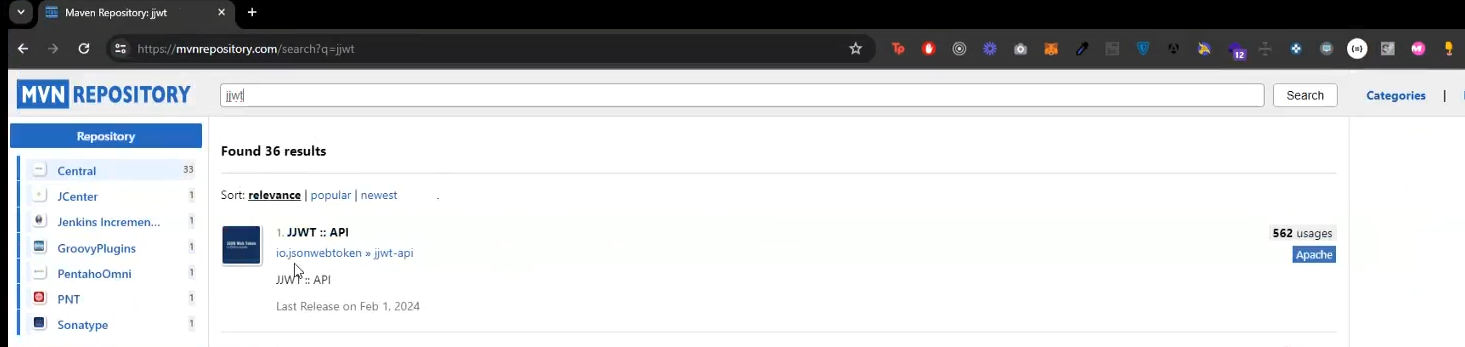 Maven Repository: jjwt
https://mvnrepository.com/search?q=jjwt
Tp
12
MVN REPOSITORY
jjwt
Search
Categories |
Repository
Central 33
JCenter 1
Jenkins Incremen... 1
GroovyPlugins 1
PentahoOmni 1
PNT 1
Sonatype 1
Found 36 results
Sort: relevance | popular | newest
1. JJWT :: API
562 usages
io.jsonwebtoken » jjwt-api
Apache
JJWT :: API
Last Release on Feb 1, 2024